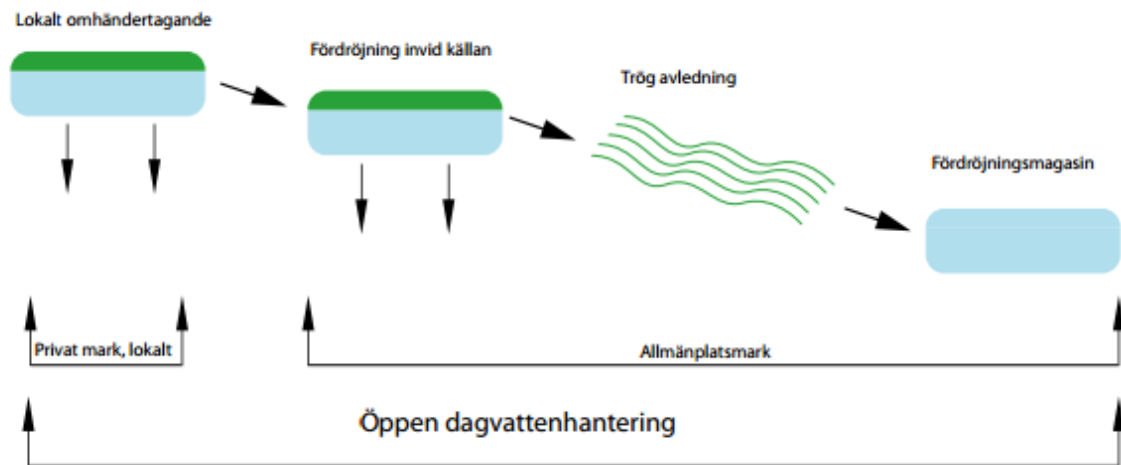 Lokalt omhändertagande
Fördröjning invid källan
Trög avledning
Fördröjningsmagasin
Privat mark, lokalt
Allmänplatsmark
Öppen dagvattenhantering